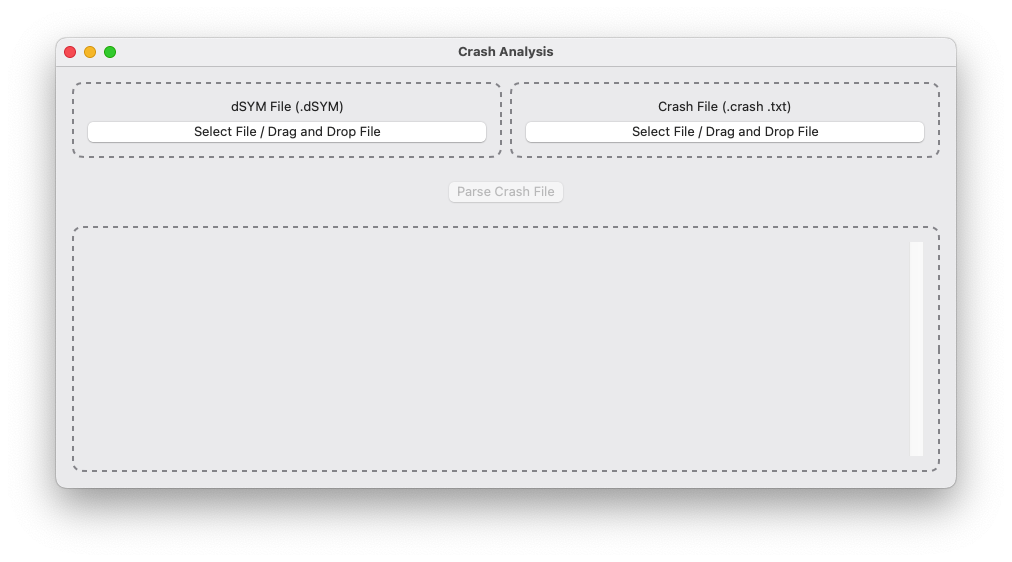 Crash Analysis
dSYM File (.dSYM)
Select File / Drag and Drop File
Crash File (.crash .txt)
Select File / Drag and Drop File
Parse Crash File